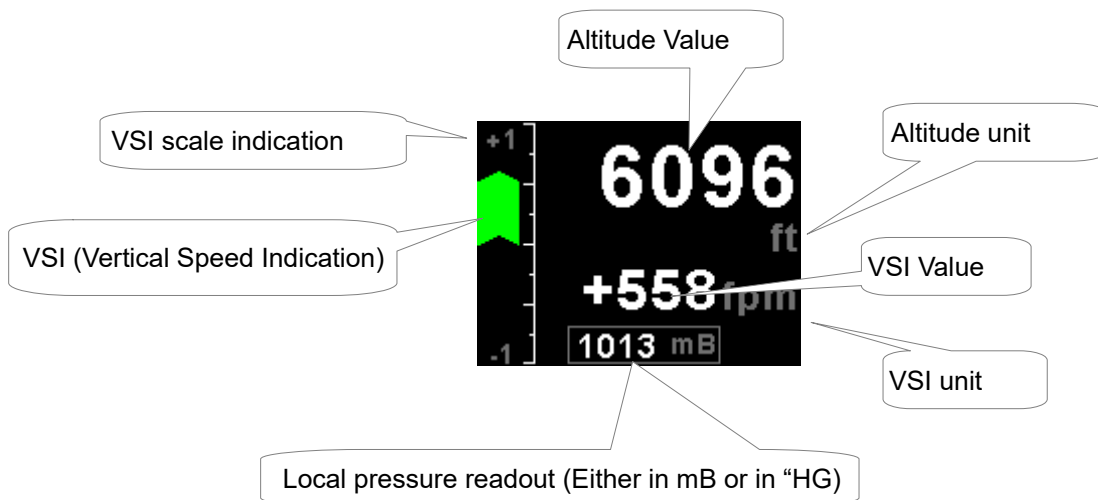 Altitude Value
VSI scale indication
Altitude unit
+1
6096
ft
VSI (Vertical Speed Indication)
VSI Value
+558fpm
-1
1013 mB
VSI unit
Local pressure readout (Either in mB or in “HG)